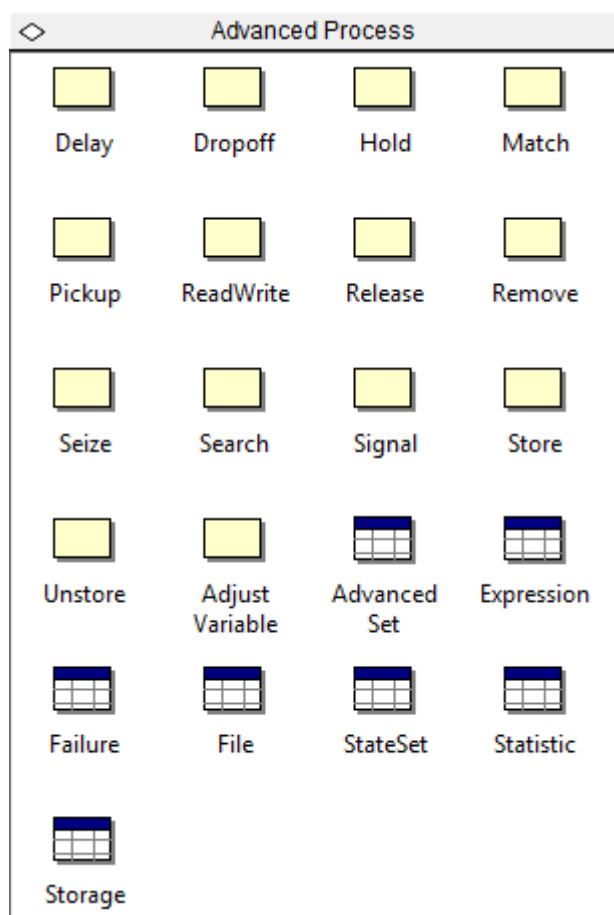 Advanced Process
Delay Dropoff Hold Match
Pickup ReadWrite Release Remove
Seize Search Signal Store
Unstore Adjust Variable Advanced Set Expression
Failure File StateSet Statistic
Storage